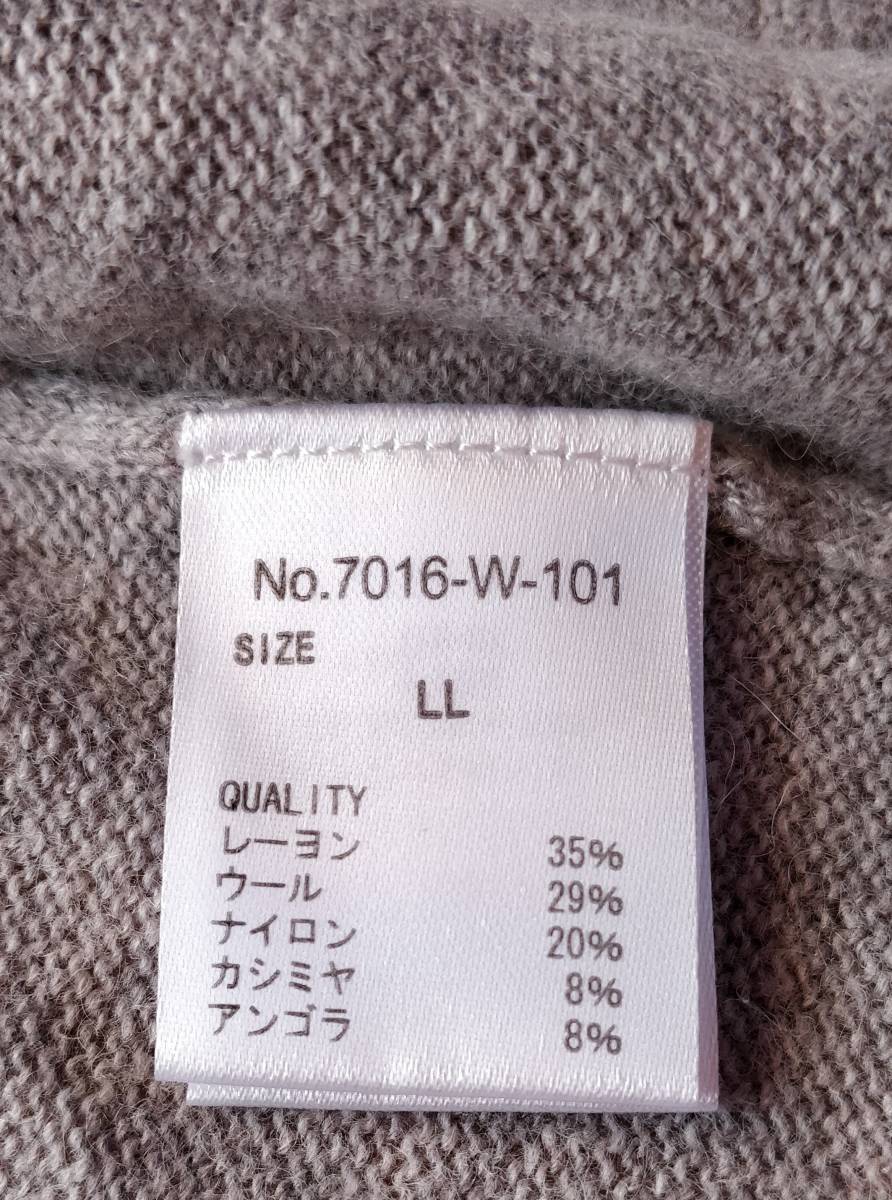 No.7016-W-101
SIZE
LL
QUALITY
レーヨン 35%
ウール 29%
ナイロン 20%
カシミヤ 8%
アンゴラ 8%